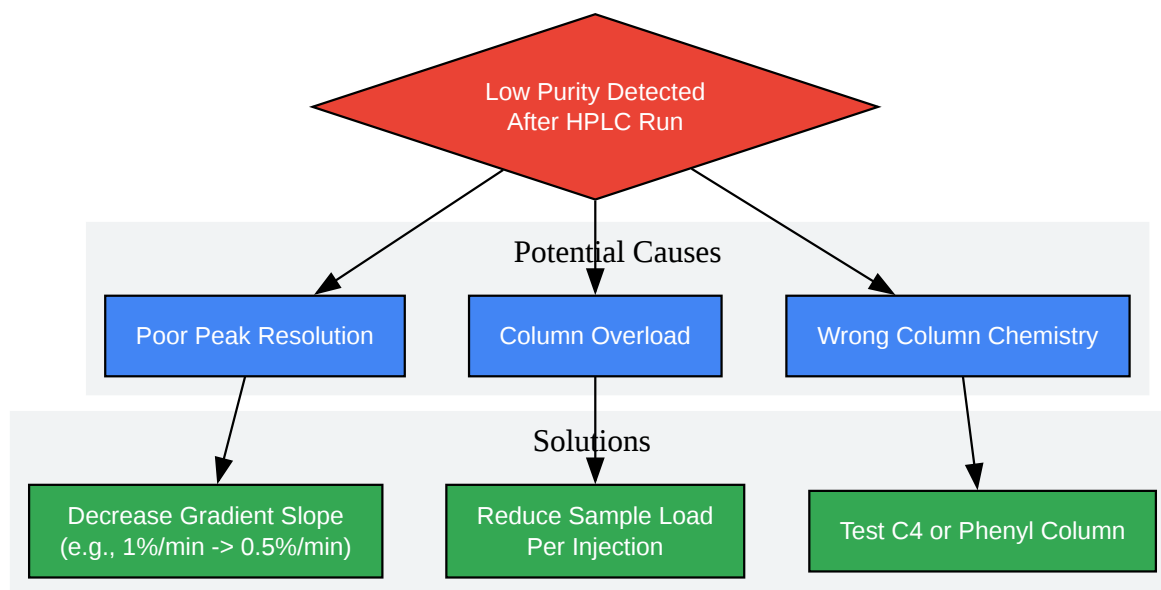 Low Purity Detected
After HPLC Run
Potential Causes
Poor Peak Resolution
Column Overload
Wrong Column Chemistry
Solutions
Decrease Gradient Slope
(e.g., 1%/min -> 0.5%/min)
Reduce Sample Load
Per Injection
Test C4 or Phenyl Column